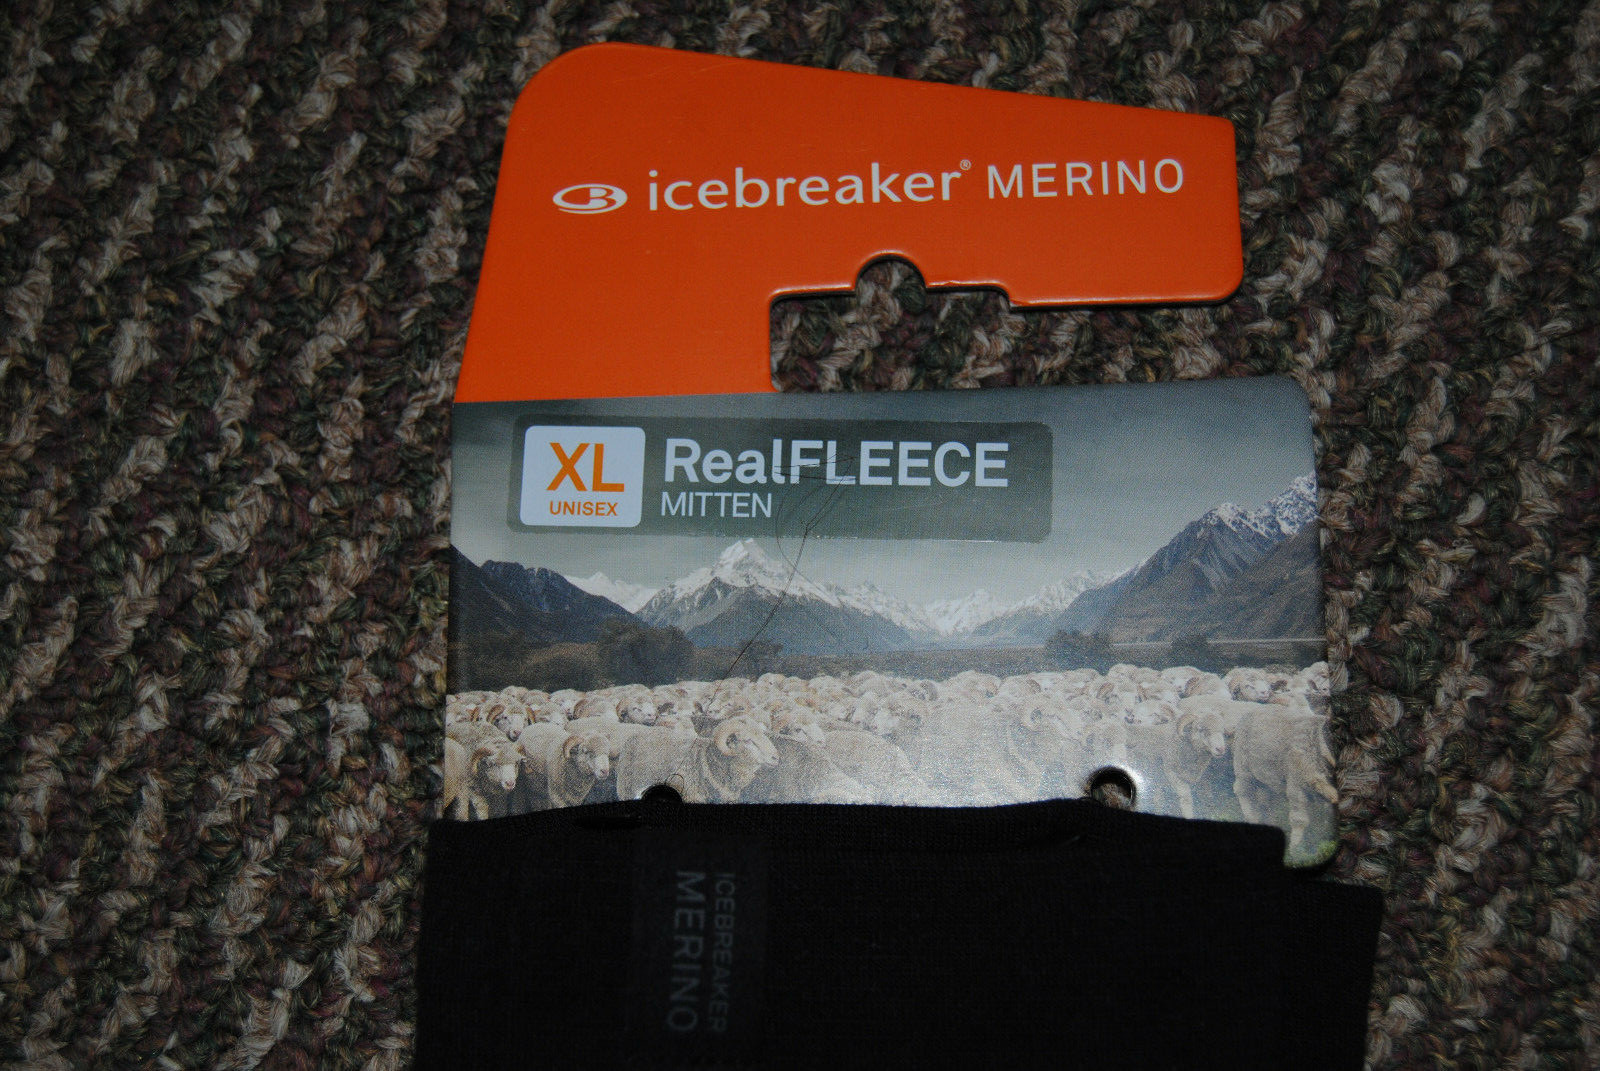 icebreaker® MERINO
XL
UNISEX
RealFLEECE
MITTEN
ICEBREAKER
MERINO